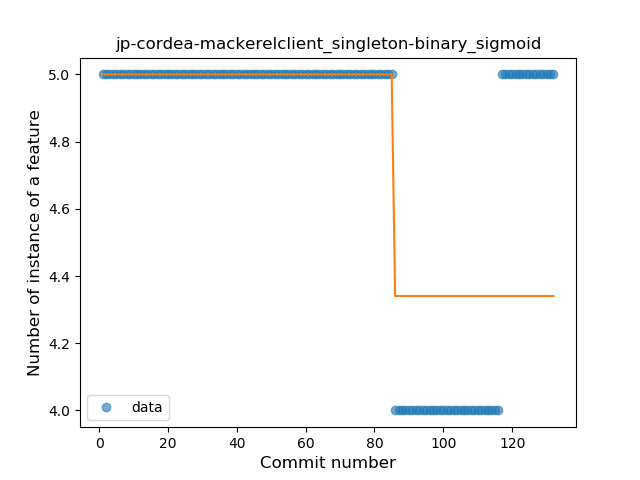 jp-cordea-mackerelclient_singleton-binary_sigmoid
Number of instance of a feature
5.0
4.8
4.6
4.4
4.2
4.0
data
0 20 40 60 80 100 120
Commit number